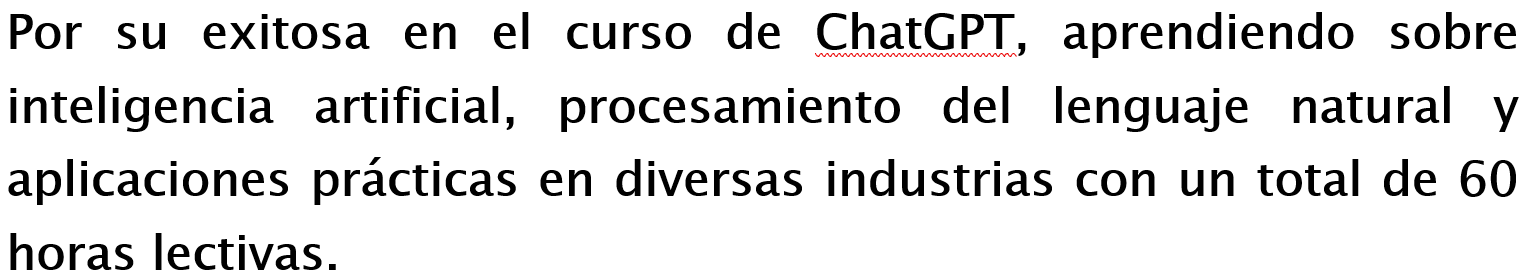 Por su exitosa en el curso de ChatGPT, aprendiendo sobre
inteligencia artificial, procesamiento del lenguaje natural y
aplicaciones prácticas en diversas industrias con un total de 60
horas lectivas.